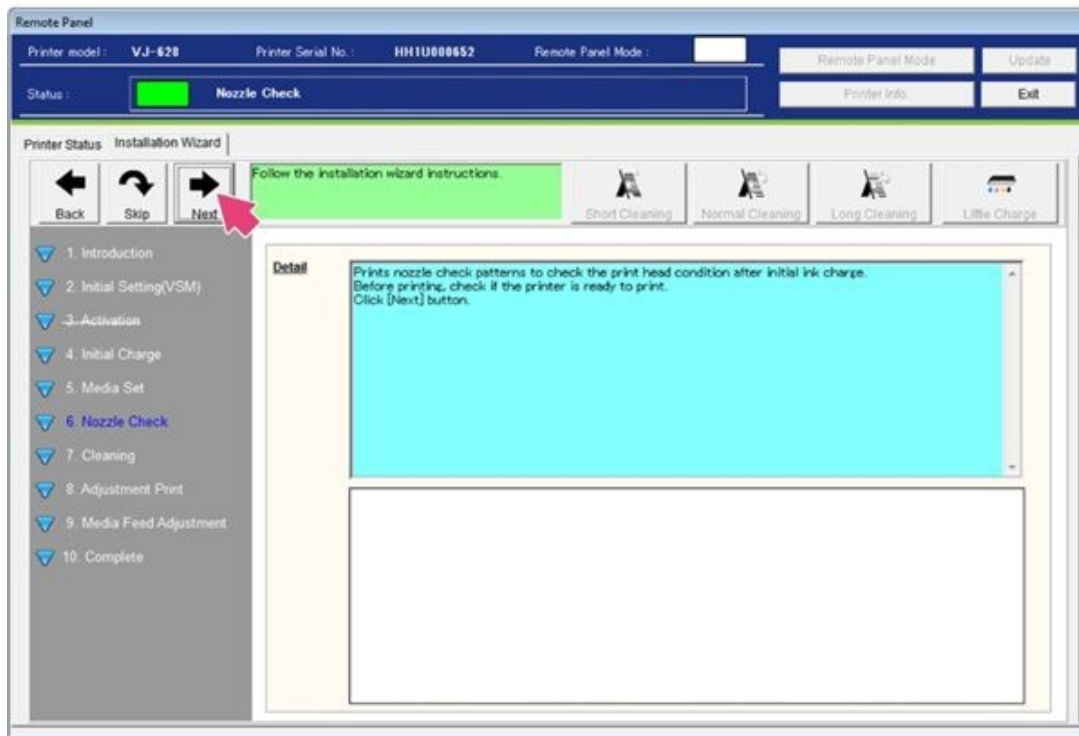 Remote Panel
Printer model : VJ-628 Printer Serial No. : HH1U000652 Remote Panel Mode : Remote Panel Mode Update
Status : Nozzle Check Printer Info. Exit
Printer Status Installation Wizard
Follow the installation wizard instructions.
Back Skip Next Short Cleaning Normal Cleaning Long Cleaning Little Charge
1. Introduction
2. Initial Setting(VSM)
3. Activation
4. Initial Charge
5. Media Set
6. Nozzle Check
7. Cleaning
8. Adjustment Print
9. Media Feed Adjustment
10. Complete
Detail
Prints nozzle check patterns to check the print head condition after initial ink charge.
Before printing, check if the printer is ready to print.
Click [Next] button.